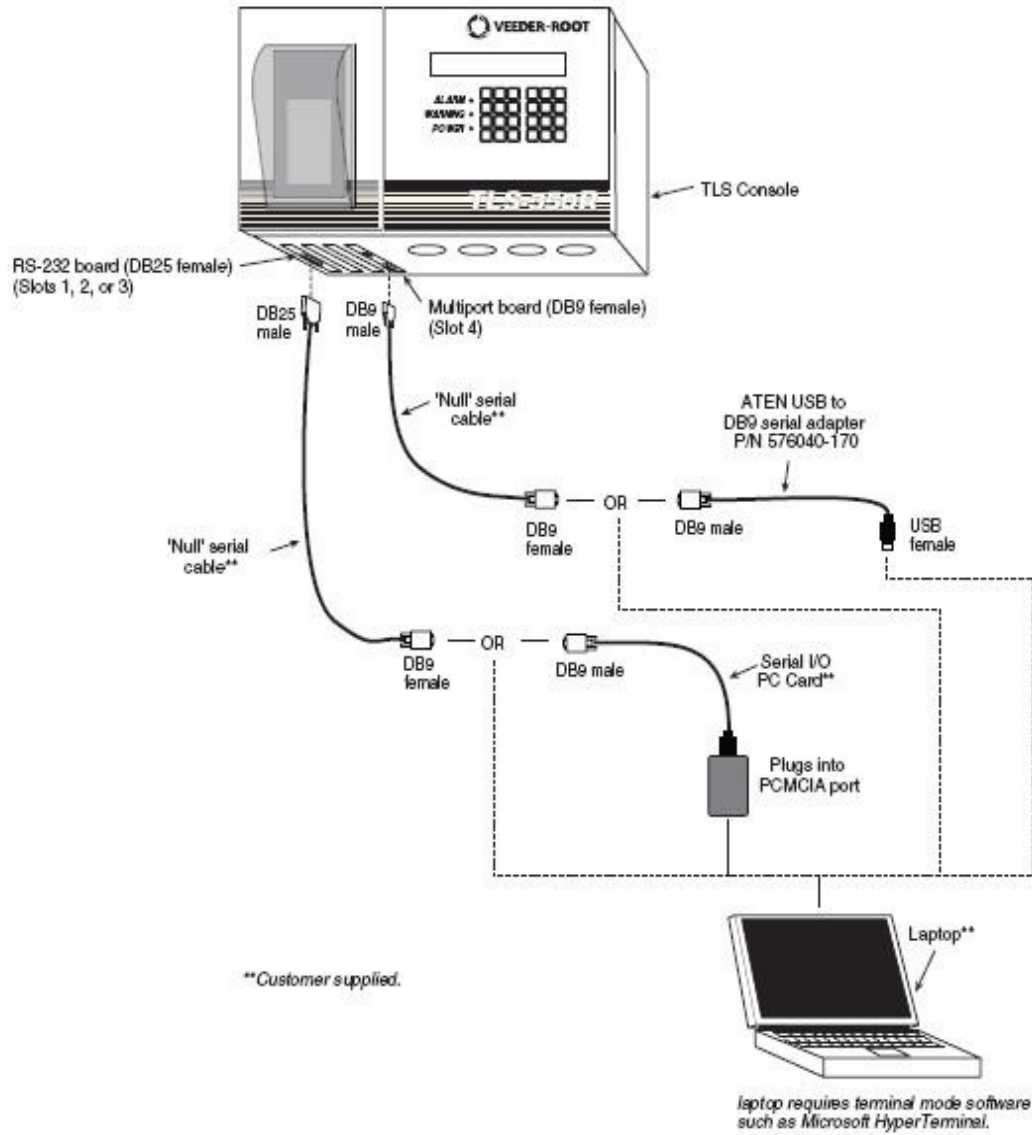 VEEDER-ROOT
ALARM
WARNING
POWER
TLS-350R
TLS Console
RS-232 board (DB25 female)
(Slots 1, 2, or 3)
DB25
male
DB9
male
Multiport board (DB9 female)
(Slot 4)
'Null' serial
cable**
ATEN USB to
DB9 serial adapter
P/N 576040-170
OR
DB9
female
DB9 male
USB
female
'Null' serial
cable**
OR
DB9
female
DB9 male
Serial I/O
PC Card**
Plugs into
PCMCIA port
Laptop**
**Customer supplied.
laptop requires terminal mode software
such as Microsoft HyperTerminal.